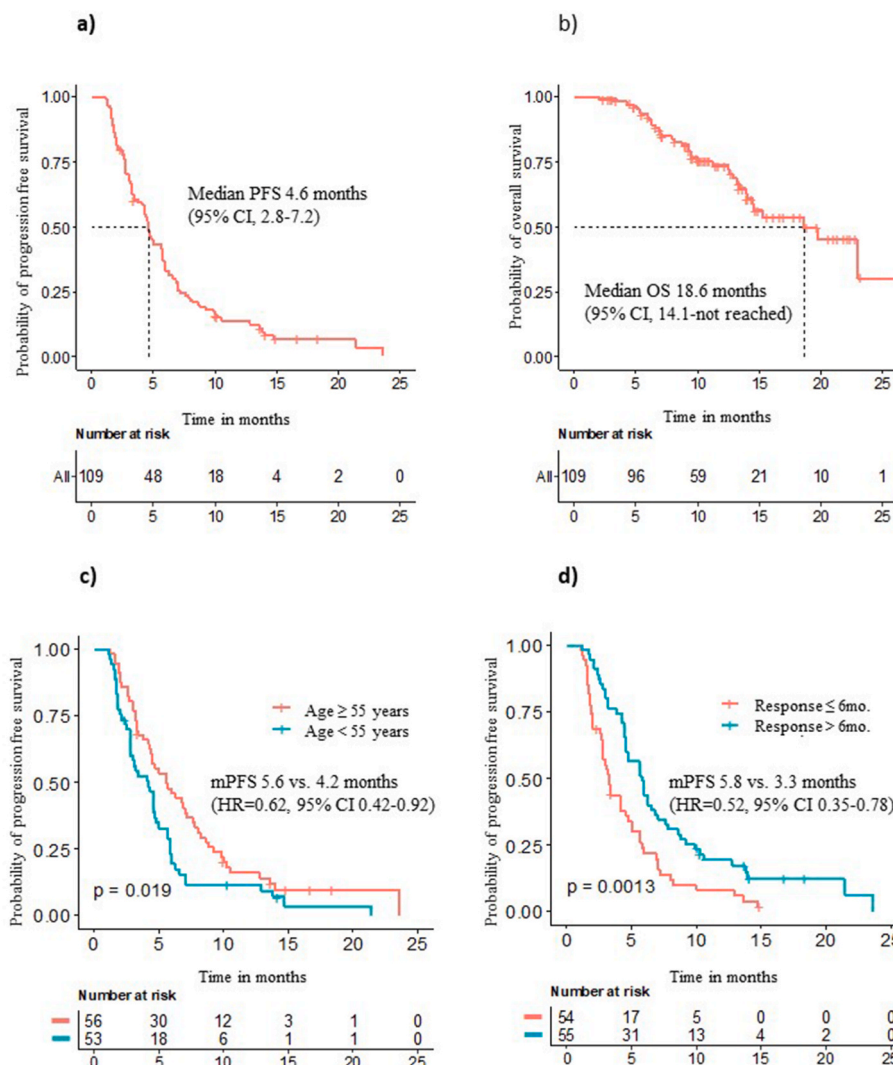 a)
Probability of progression free survival
1.00
0.75
0.50
0.25
0.00
Median PFS 4.6 months
(95% CI, 2.8-7.2)
0 5 10 15 20 25
Time in months
Number at risk
All 109 48 18 4 2 0
0 5 10 15 20 25
b)
Probability of overall survival
1.00
0.75
0.50
0.25
0.00
Median OS 18.6 months
(95% CI, 14.1-not reached)
0 5 10 15 20 25
Time in months
Number at risk
All 109 96 59 21 10 1
0 5 10 15 20 25
c)
Probability of progression free survival
1.00
0.75
0.50
0.25
0.00
Age ≥ 55 years
Age < 55 years
mPFS 5.6 vs. 4.2 months
(HR=0.62, 95% CI 0.42-0.92)
p = 0.019
0 5 10 15 20 25
Time in months
Number at risk
56 30 12 3 1 0
53 18 6 1 1 0
0 5 10 15 20 25
d)
Probability of progression free survival
1.00
0.75
0.50
0.25
0.00
Response ≤ 6mo.
Response > 6mo.
mPFS 5.8 vs. 3.3 months
(HR=0.52, 95% CI 0.35-0.78)
p = 0.0013
0 5 10 15 20 25
Time in months
Number at risk
54 17 5 0 0 0
55 31 13 4 2 0
0 5 10 15 20 25